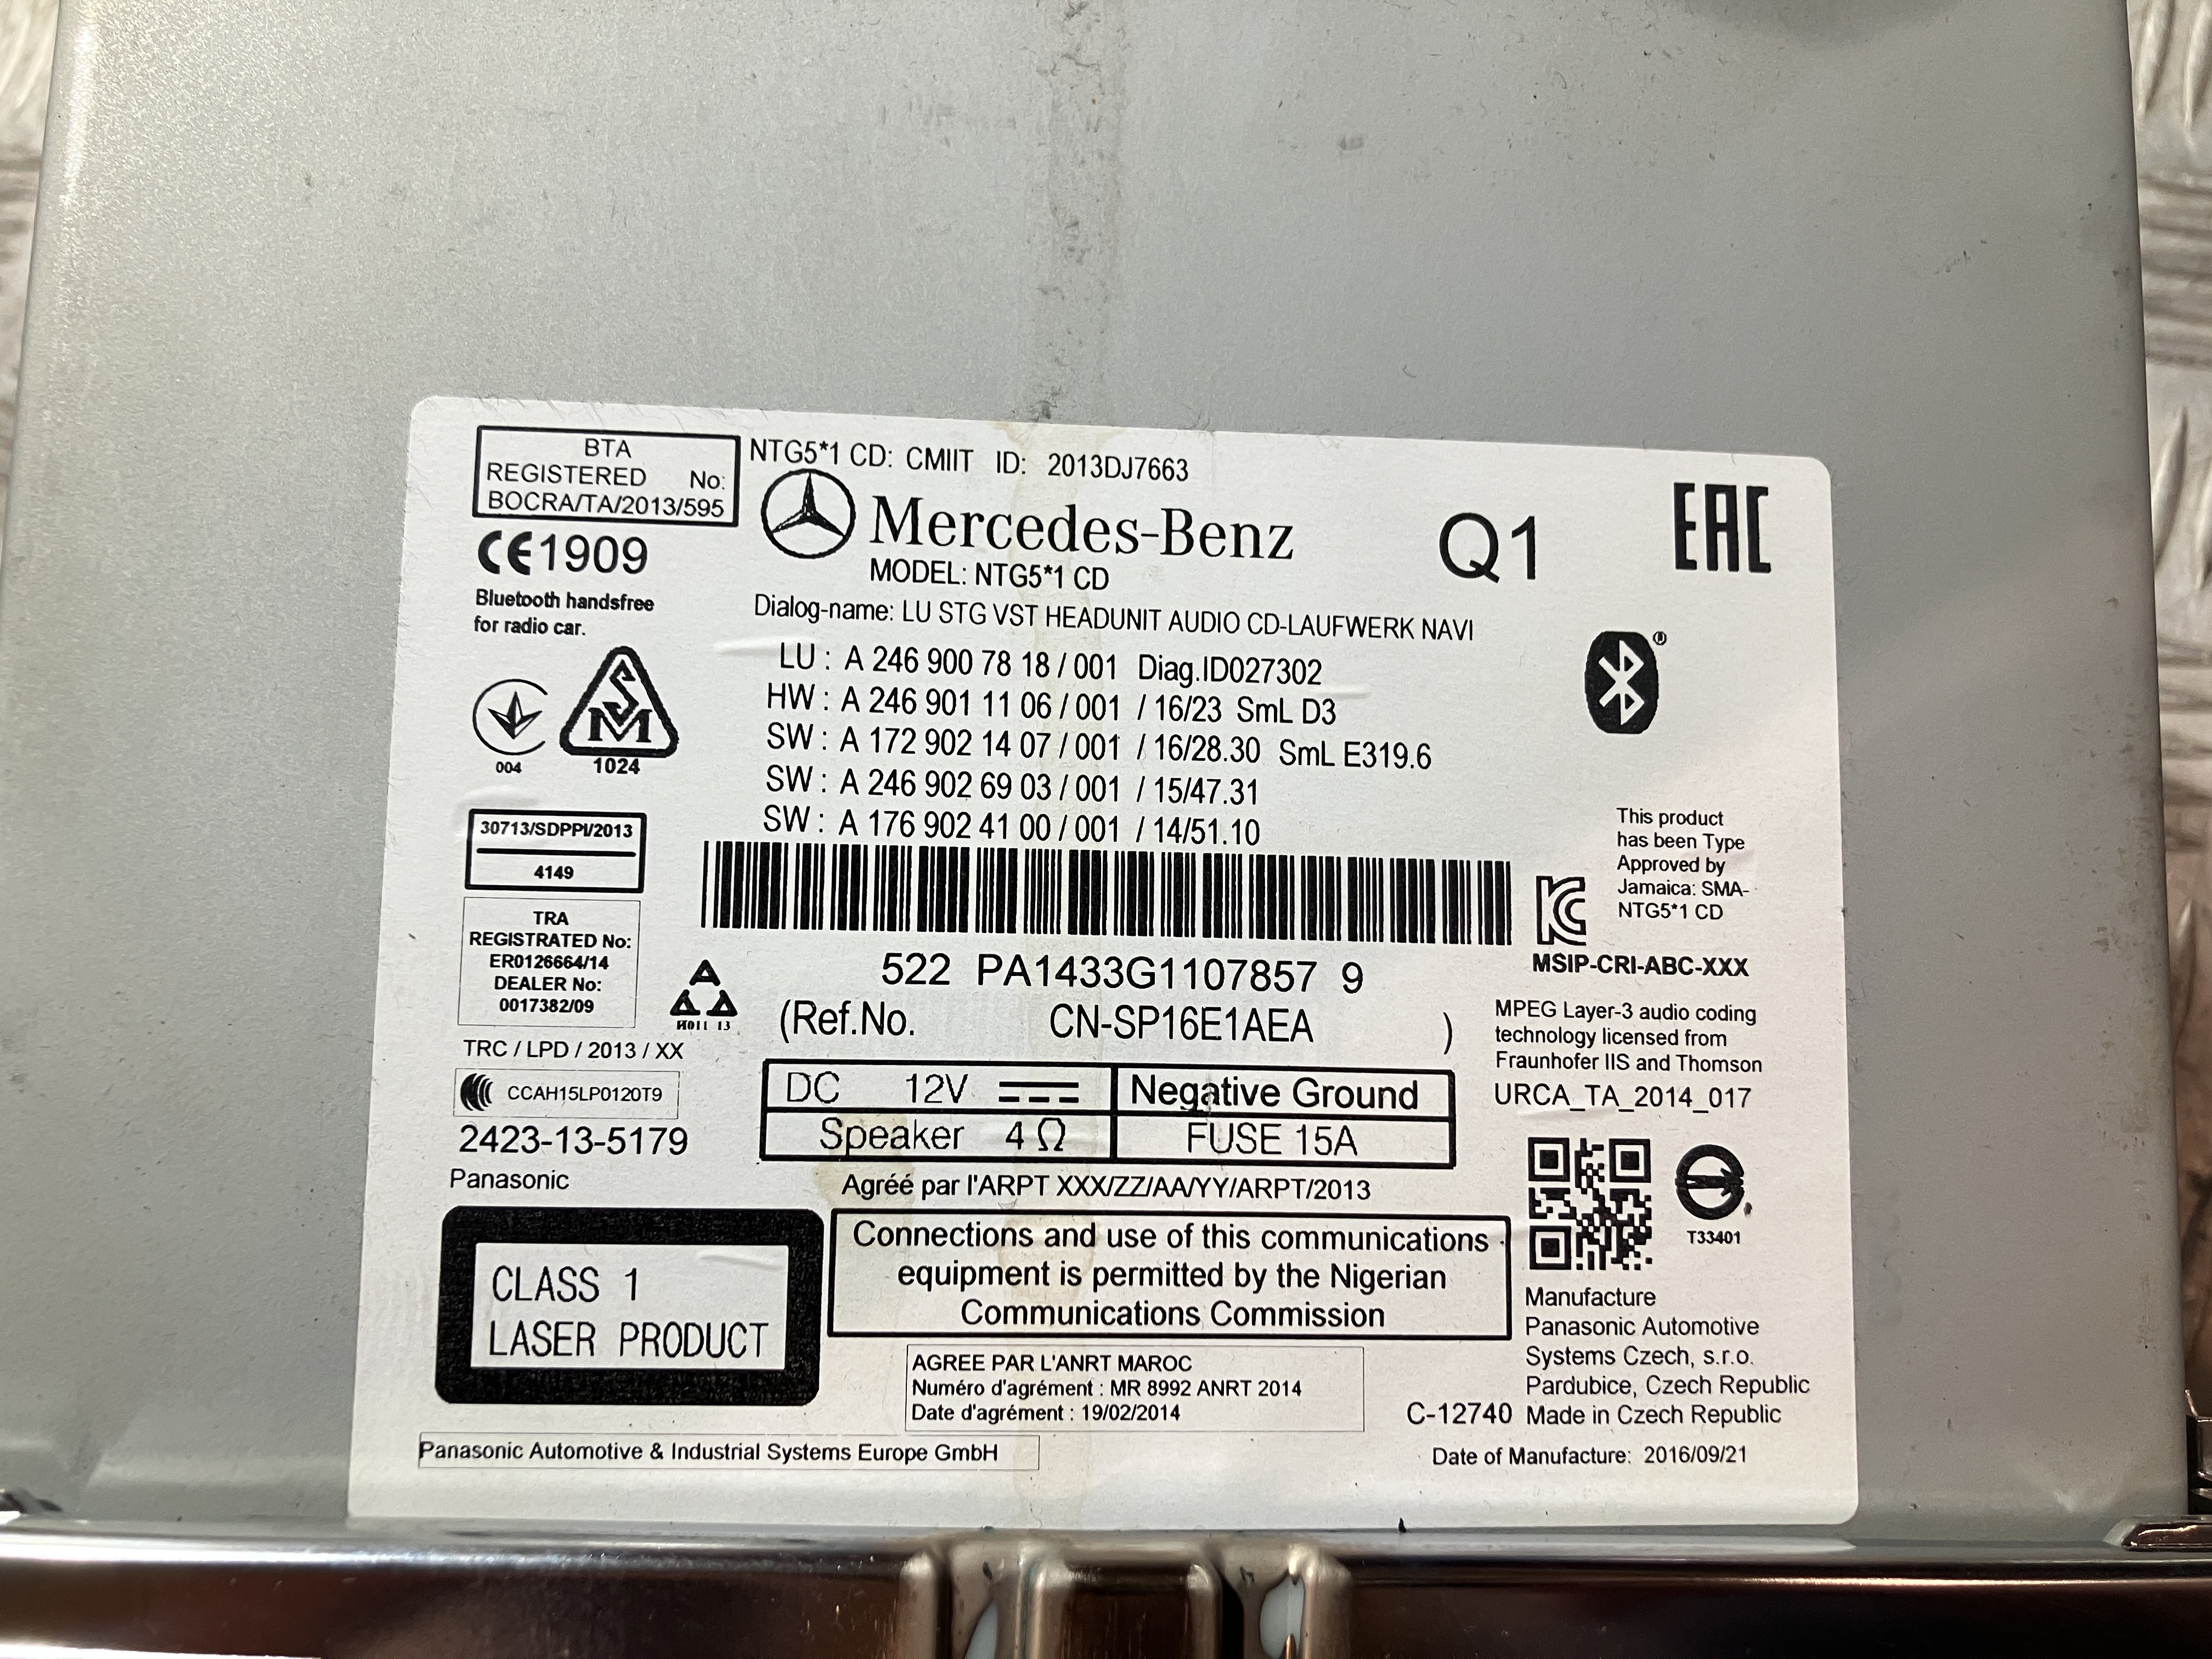 BTA
REGISTERED No:
BOCRA/TA/2013/595
NTG5*1 CD: CMIIT ID: 2013DJ7663
Mercedes-Benz
MODEL: NTG5*1 CD
Q1
EAC
CE1909
Bluetooth handsfree
for radio car.
Dialog-name: LU STG VST HEADUNIT AUDIO CD-LAUFWERK NAVI
LU : A 246 900 78 18 / 001 Diag.ID027302
HW : A 246 901 11 06 / 001 / 16/23 SmL D3
SW : A 172 902 14 07 / 001 / 16/28.30 SmL E319.6
SW : A 246 902 69 03 / 001 / 15/47.31
SW : A 176 902 41 00 / 001 / 14/51.10
®
004
SM
1024
30713/SDPPI/2013
4149
TRA
REGISTRATED No:
ER0126664/14
DEALER No:
0017382/09
И011 13
522 PA1433G1107857 9
(Ref.No. CN-SP16E1AEA )
This product
has been Type
Approved by
Jamaica: SMA-
NTG5*1 CD
KC
MSIP-CRI-ABC-XXX
MPEG Layer-3 audio coding
technology licensed from
Fraunhofer IIS and Thomson
URCA_TA_2014_017
TRC / LPD / 2013 / XX
CCAH15LP0120T9
2423-13-5179
Panasonic
DC 12V Negative Ground
Speaker 4 Ω FUSE 15A
Agréé par l'ARPT XXX/ZZ/AA/YY/ARPT/2013
CLASS 1
LASER PRODUCT
Connections and use of this communications
equipment is permitted by the Nigerian
Communications Commission
T33401
AGREE PAR L'ANRT MAROC
Numéro d'agrément : MR 8992 ANRT 2014
Date d'agrément : 19/02/2014
Manufacture
Panasonic Automotive
Systems Czech, s.r.o.
Pardubice, Czech Republic
C-12740 Made in Czech Republic
Panasonic Automotive & Industrial Systems Europe GmbH
Date of Manufacture: 2016/09/21